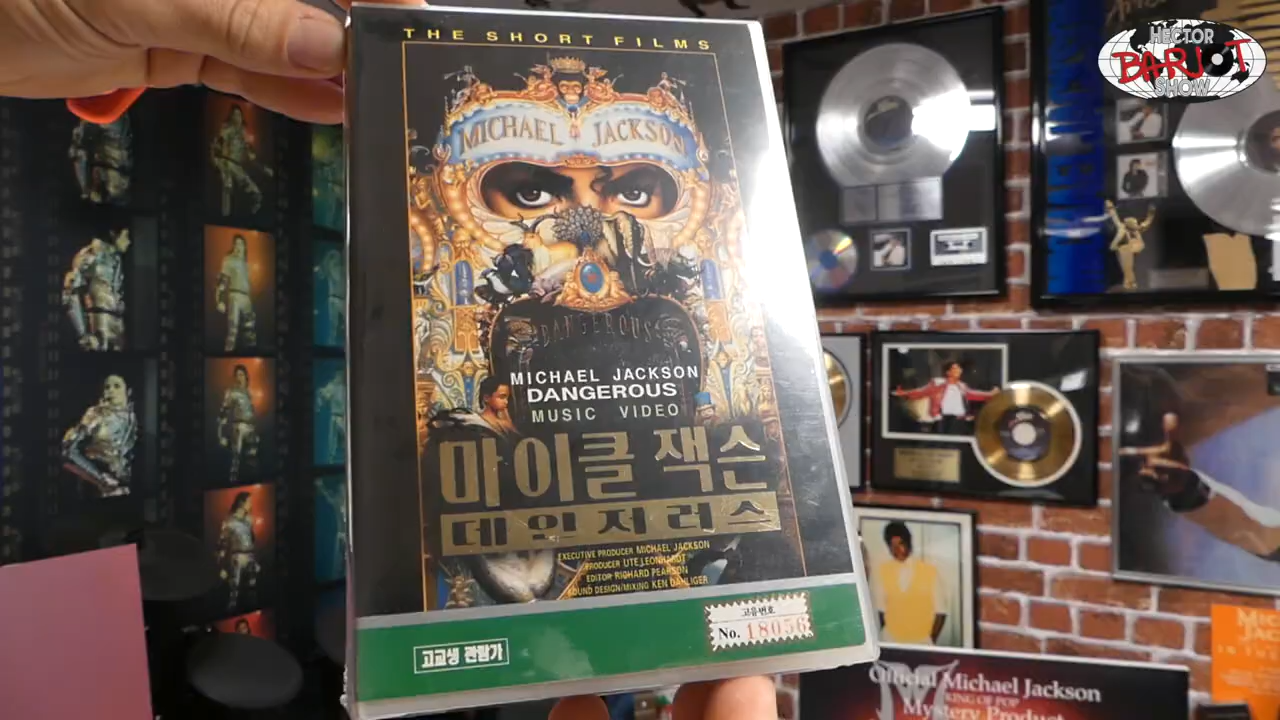 THE SHORT FILMS
MICHAEL JACKSON
DANGEROUS
MICHAEL JACKSON
DANGEROUS
MUSIC VIDEO
마이클 잭슨
데인저러스
EXECUTIVE PRODUCER MICHAEL JACKSON
PRODUCER UTE LEONHARDT
EDITOR RICHARD PEARSON
SOUND DESIGN/MIXING KEN DAHLIGER
고유번호
No. 18056
고교생 관람가
HECTOR
BARJOT
SHOW
Official Michael Jackson
KING OF POP
Mystery Product